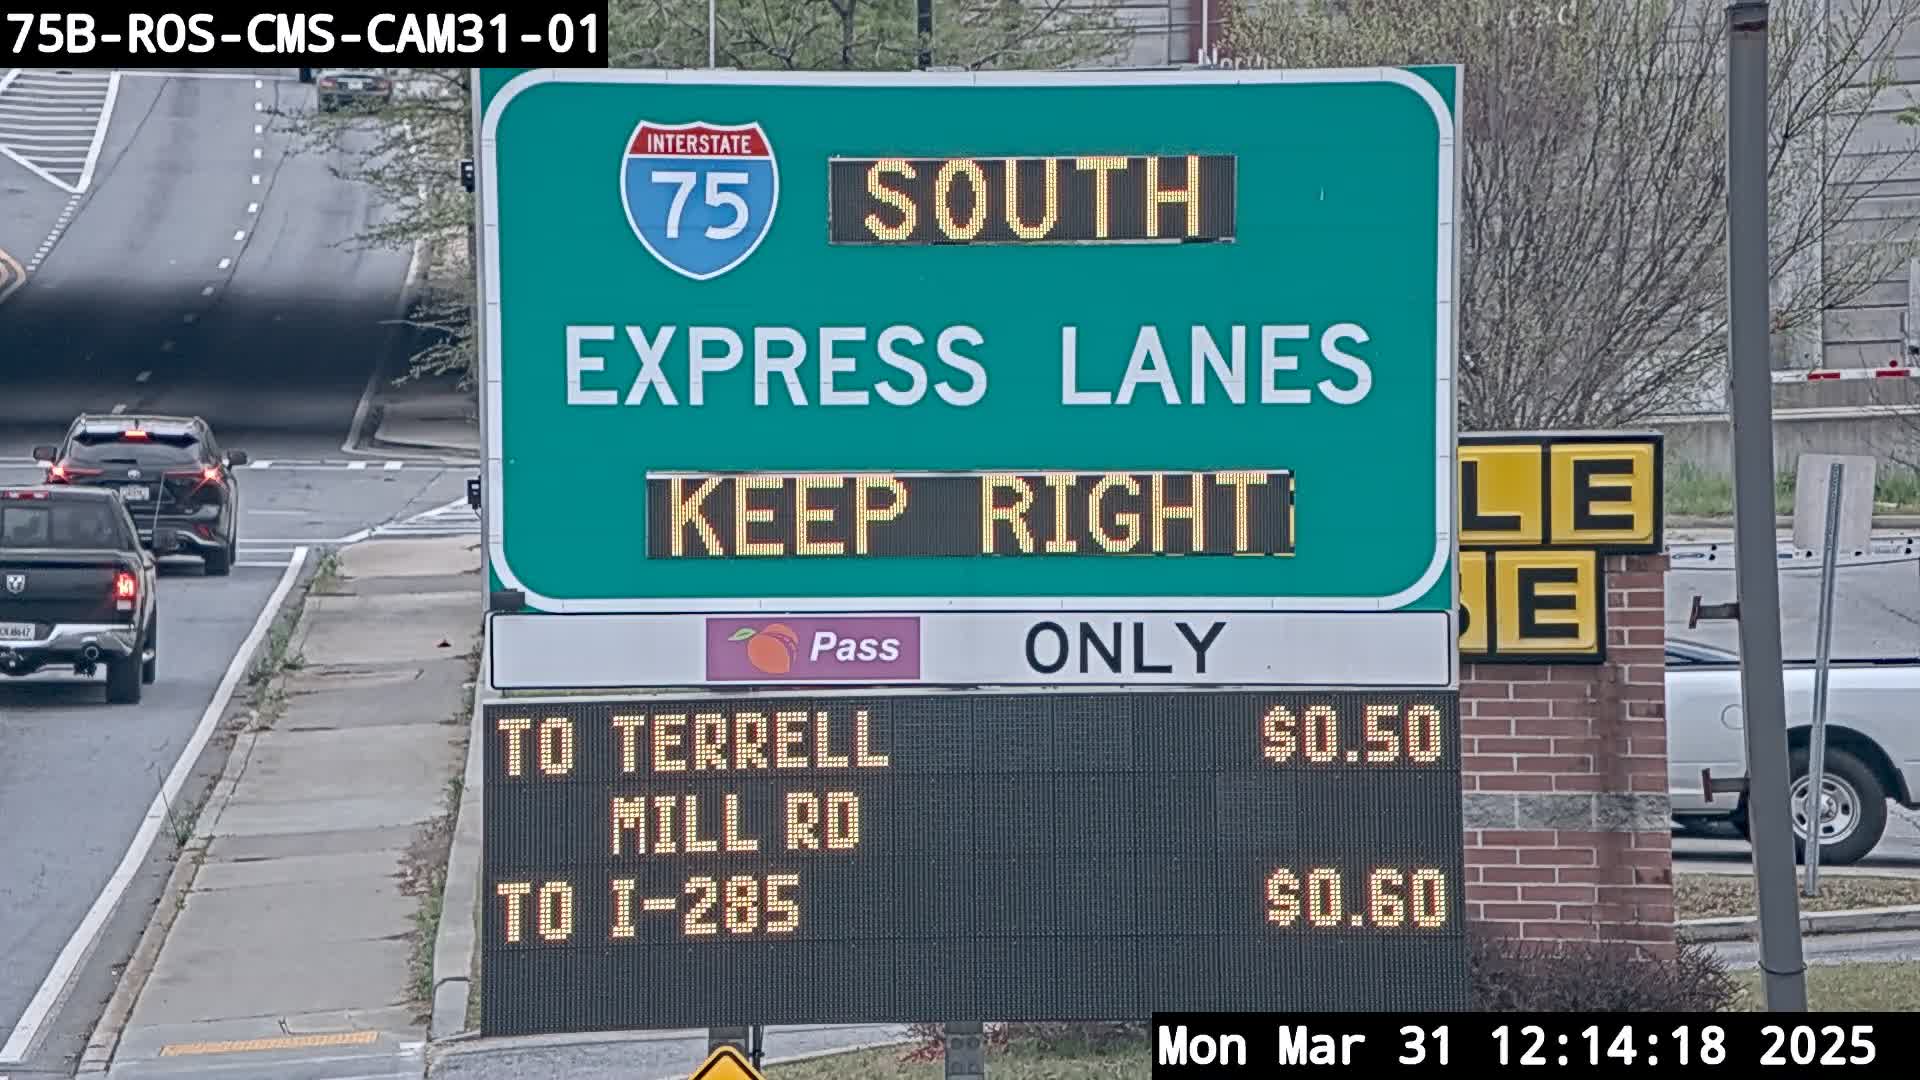 75B-ROS-CMS-CAM31-01
INTERSTATE
75
SOUTH
EXPRESS LANES
KEEP RIGHT
Pass ONLY
TO TERRELL $0.50
MILL RD
TO I-285 $0.60
LE
E
Mon Mar 31 12:14:18 2025